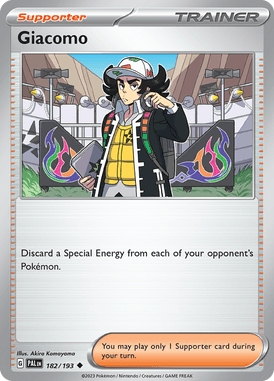 Supporter
TRAINER
Giacomo
Discard a Special Energy from each of your opponent's
Pokémon.
Illus. Akira Komayama
You may play only 1 Supporter card during
your turn.
G PAL EN 182/193
©2023 Pokémon / Nintendo / Creatures / GAME FREAK